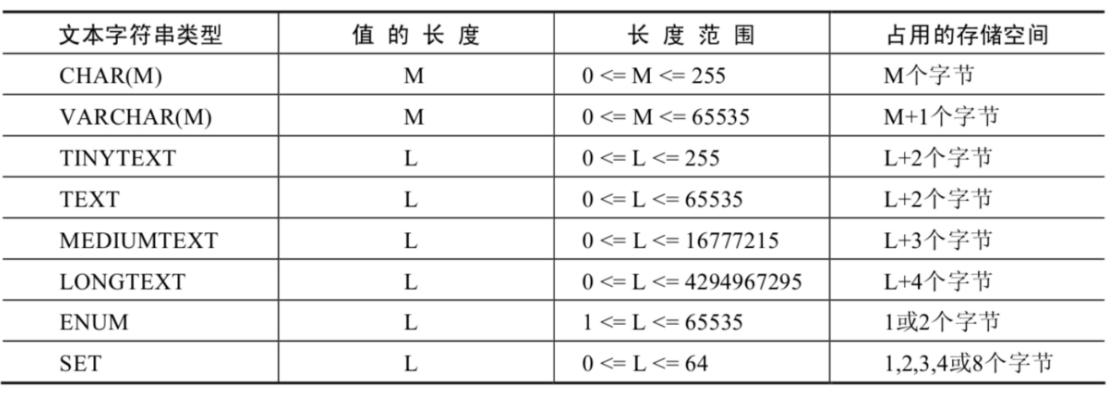 文本字符串类型 值 的 长 度 长 度 范 围 占用的存储空间
CHAR(M) M 0 <= M <= 255 M个字节
VARCHAR(M) M 0 <= M <= 65535 M+1个字节
TINYTEXT L 0 <= L <= 255 L+2个字节
TEXT L 0 <= L <= 65535 L+2个字节
MEDIUMTEXT L 0 <= L <= 16777215 L+3个字节
LONGTEXT L 0 <= L <= 4294967295 L+4个字节
ENUM L 1 <= L <= 65535 1或2个字节
SET L 0 <= L <= 64 1,2,3,4或8个字节